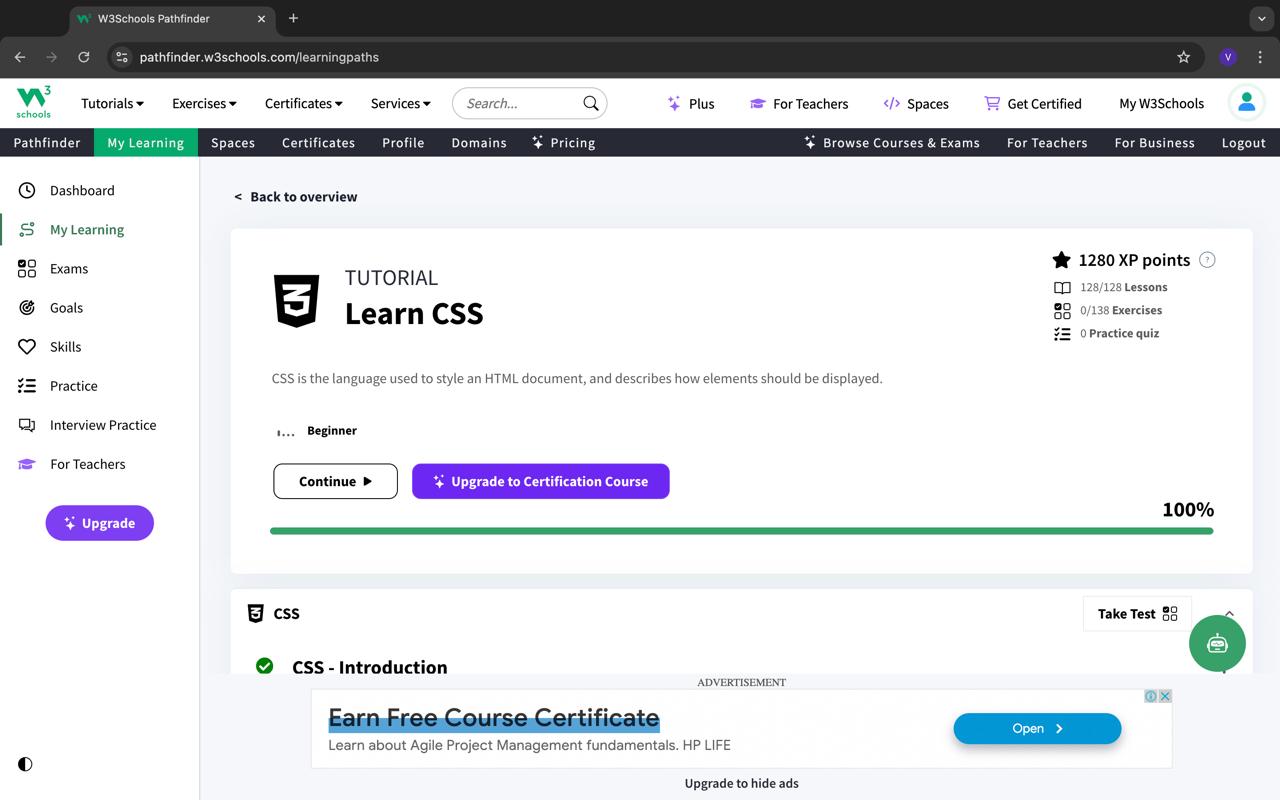 W3Schools Pathfinder
pathfinder.w3schools.com/learningpaths
V
3
schools
Tutorials
Exercises
Certificates
Services
Search...
Plus
For Teachers
Spaces
Get Certified
My W3Schools
Pathfinder
My Learning
Spaces
Certificates
Profile
Domains
Pricing
Browse Courses & Exams
For Teachers
For Business
Logout
Dashboard
My Learning
Exams
Goals
Skills
Practice
Interview Practice
For Teachers
Upgrade
< Back to overview
TUTORIAL
Learn CSS
1280 XP points ?
128/128 Lessons
0/138 Exercises
0 Practice quiz
CSS is the language used to style an HTML document, and describes how elements should be displayed.
Beginner
Continue
Upgrade to Certification Course
100%
CSS
Take Test
CSS - Introduction
ADVERTISEMENT
Earn Free Course Certificate
Learn about Agile Project Management fundamentals. HP LIFE
Open
Upgrade to hide ads